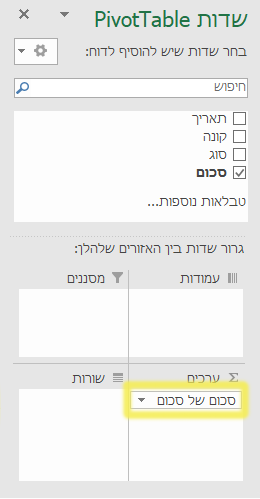 שדות PivotTable
בחר שדות שיש להוסיף לדוח:
חיפוש
תאריך
קונה
סוג
סכום
טבלאות נוספות...
גרור שדות בין האזורים שלהלן:
עמודות
מסננים
ערכים
שורות
סכום של סכום